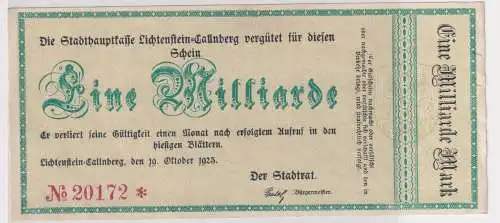 Die Stadthauptkasse Lichtenstein-Callnberg vergütet für diesen
Schein
Eine Milliarde
Er verliert seine Gültigkeit einen Monat nach erfolgtem Aufruf in den
hiesigen Blättern.
Lichtenstein-Callnberg, den 19. Oktober 1923.
Der Stadtrat.
Bürgermeister.
№ 20172 *
Eine Milliarde Mark